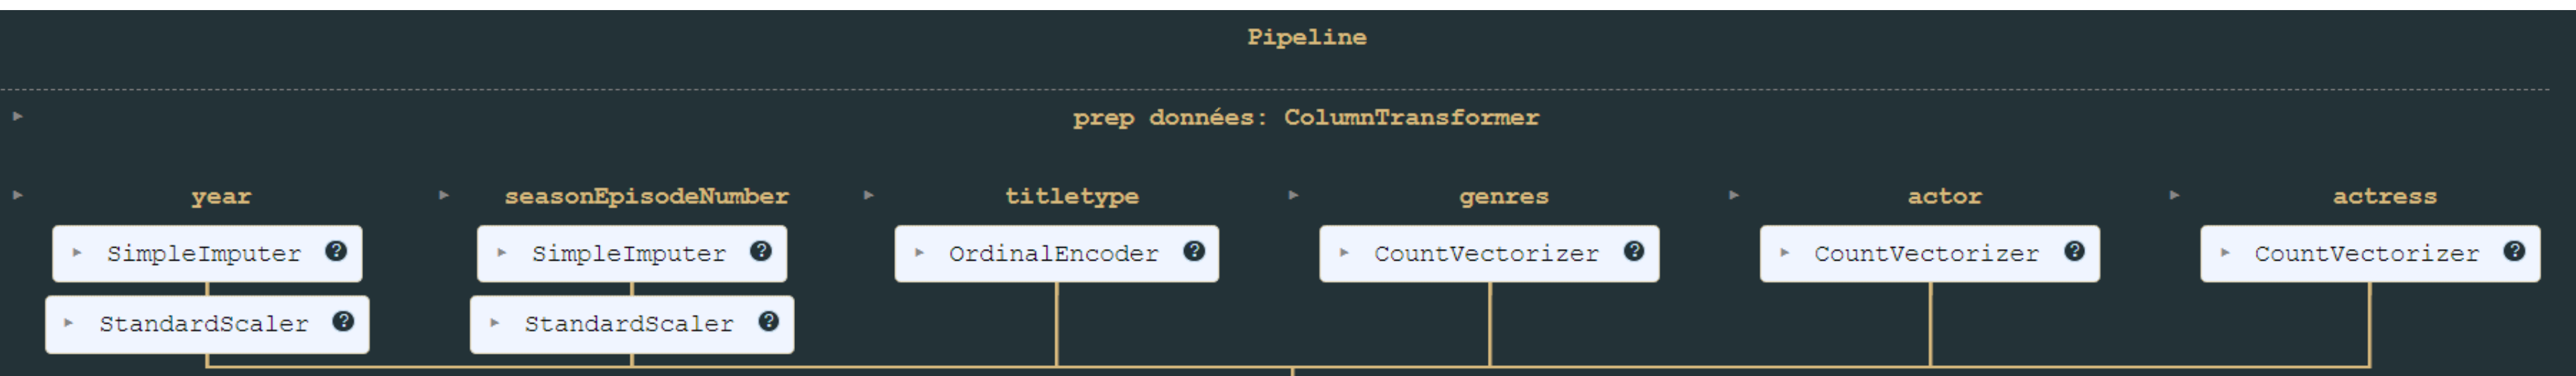 Pipeline
prep données: ColumnTransformer
year seasonEpisodeNumber titletype genres actor actress
SimpleImputer ? SimpleImputer ? OrdinalEncoder ? CountVectorizer ? CountVectorizer ? CountVectorizer ?
StandardScaler ? StandardScaler ?